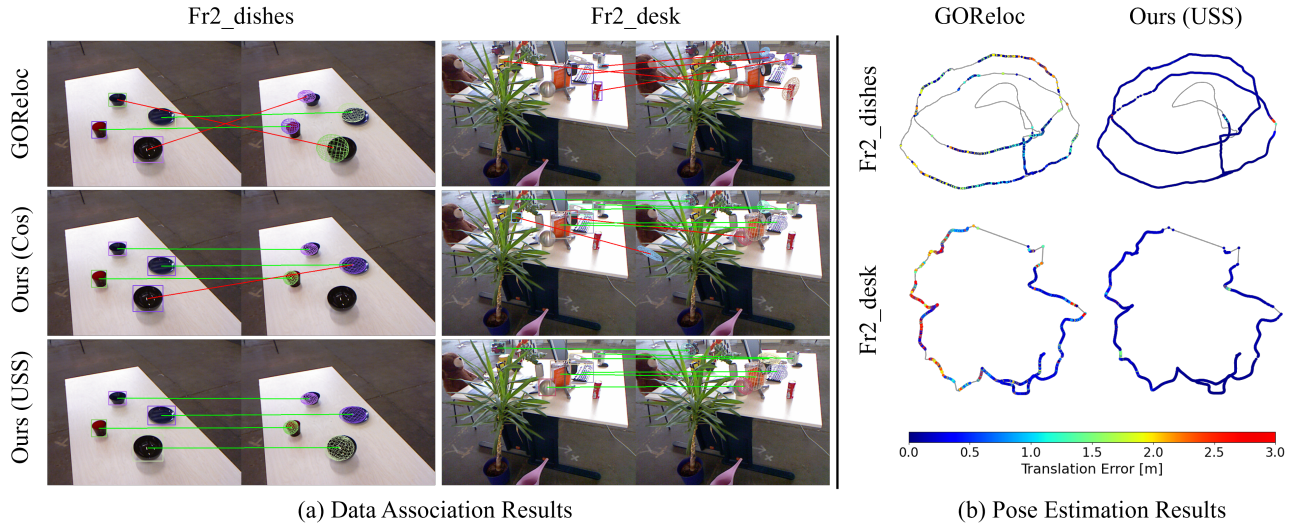 Fr2_dishes
Fr2_desk
GOReloc
Ours (Cos)
Ours (USS)
(a) Data Association Results
GOReloc
Ours (USS)
Fr2_dishes
Fr2_desk
0.0 0.5 1.0 1.5 2.0 2.5 3.0
Translation Error [m]
(b) Pose Estimation Results